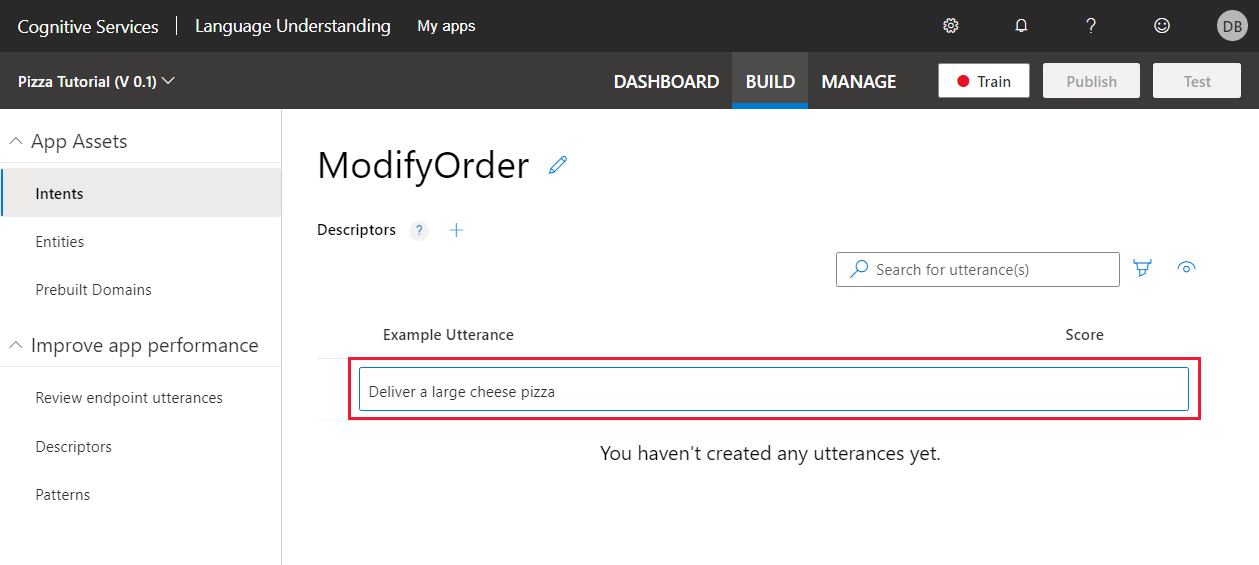 Cognitive Services | Language Understanding My apps ? DB
Pizza Tutorial (V 0.1) DASHBOARD BUILD MANAGE Train Publish Test
App Assets
Intents
Entities
Prebuilt Domains
Improve app performance
Review endpoint utterances
Descriptors
Patterns
ModifyOrder
Descriptors ? +
Search for utterance(s)
Example Utterance Score
Deliver a large cheese pizza
You haven't created any utterances yet.